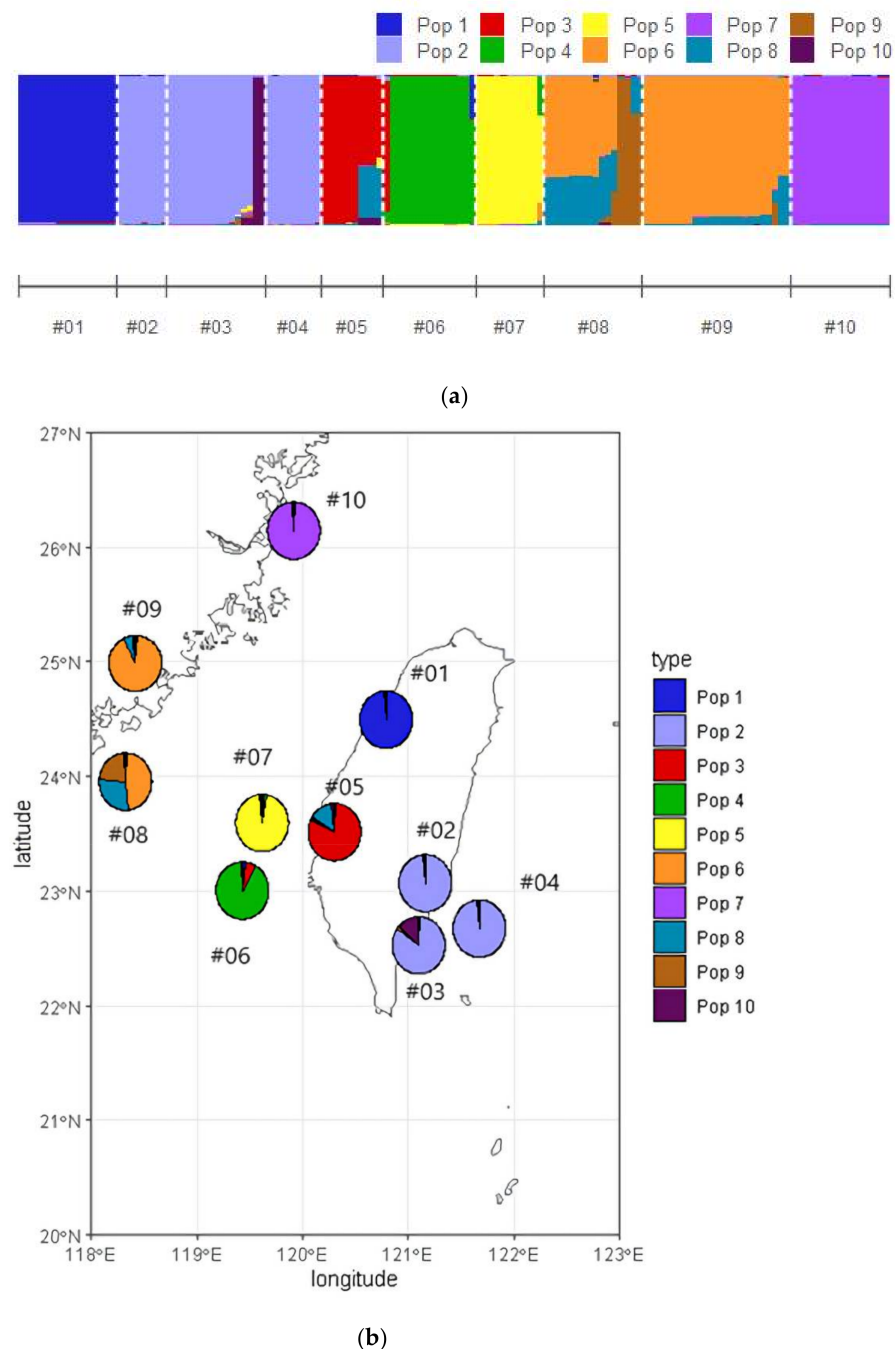 Pop 1 Pop 3 Pop 5 Pop 7 Pop 9
Pop 2 Pop 4 Pop 6 Pop 8 Pop 10
#01 #02 #03 #04 #05 #06 #07 #08 #09 #10
(a)
27°N
#10
26°N
#09
25°N
#01
24°N
#07
#05
#08
#02
23°N
#04
#06
#03
22°N
21°N
20°N
118°E 119°E 120°E 121°E 122°E 123°E
longitude
latitude
type
Pop 1
Pop 2
Pop 3
Pop 4
Pop 5
Pop 6
Pop 7
Pop 8
Pop 9
Pop 10
(b)